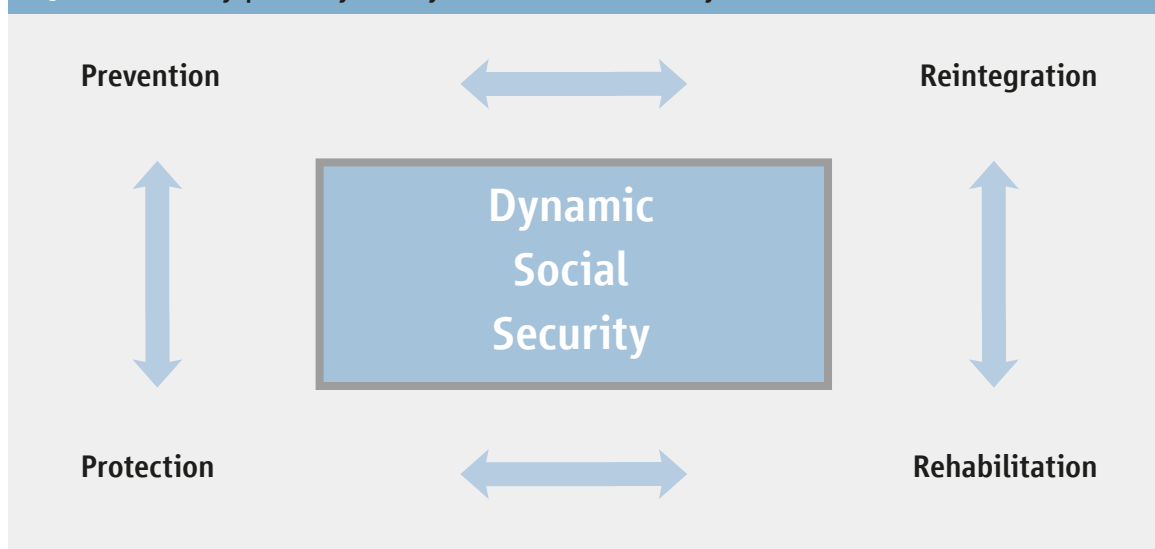 Prevention
Reintegration
Dynamic
Social
Security
Protection
Rehabilitation